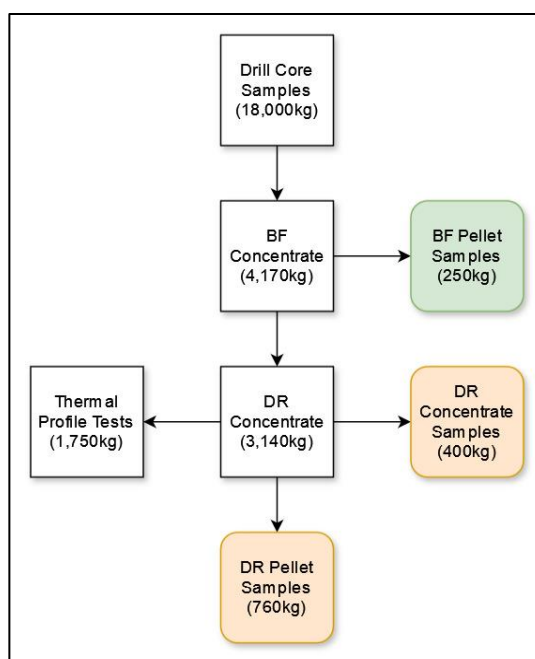 Drill Core
Samples
(18,000kg)
BF
Concentrate
(4,170kg)
BF Pellet
Samples
(250kg)
Thermal
Profile Tests
(1,750kg)
DR
Concentrate
(3,140kg)
DR
Concentrate
Samples
(400kg)
DR Pellet
Samples
(760kg)